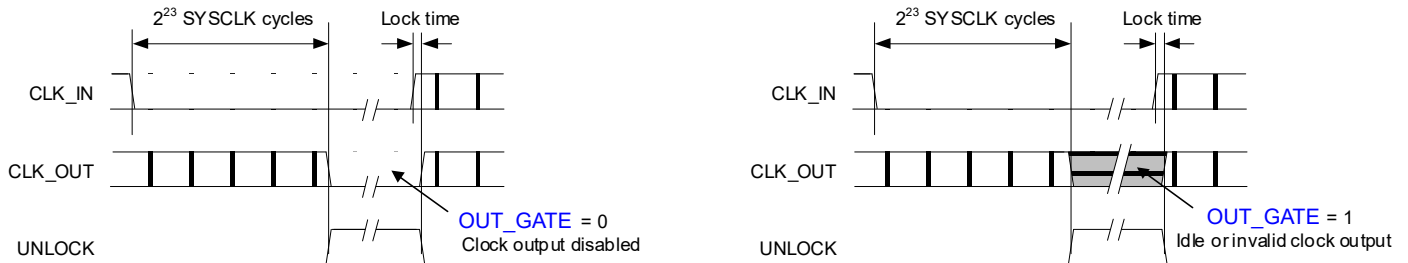 2²³ SYSCLK cycles
Lock time
CLK_IN
CLK_OUT
OUT_GATE = 0
Clock output disabled
UNLOCK
2²³ SYSCLK cycles
Lock time
CLK_IN
CLK_OUT
OUT_GATE = 1
Idle or invalid clock output
UNLOCK